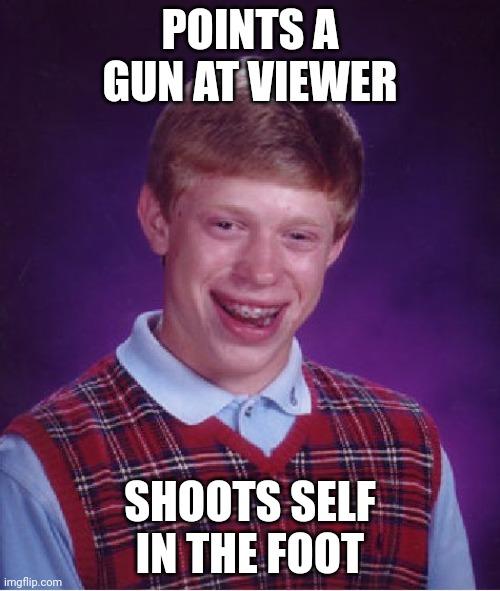 POINTS A
GUN AT VIEWER
SHOOTS SELF
IN THE FOOT
imgflip.com